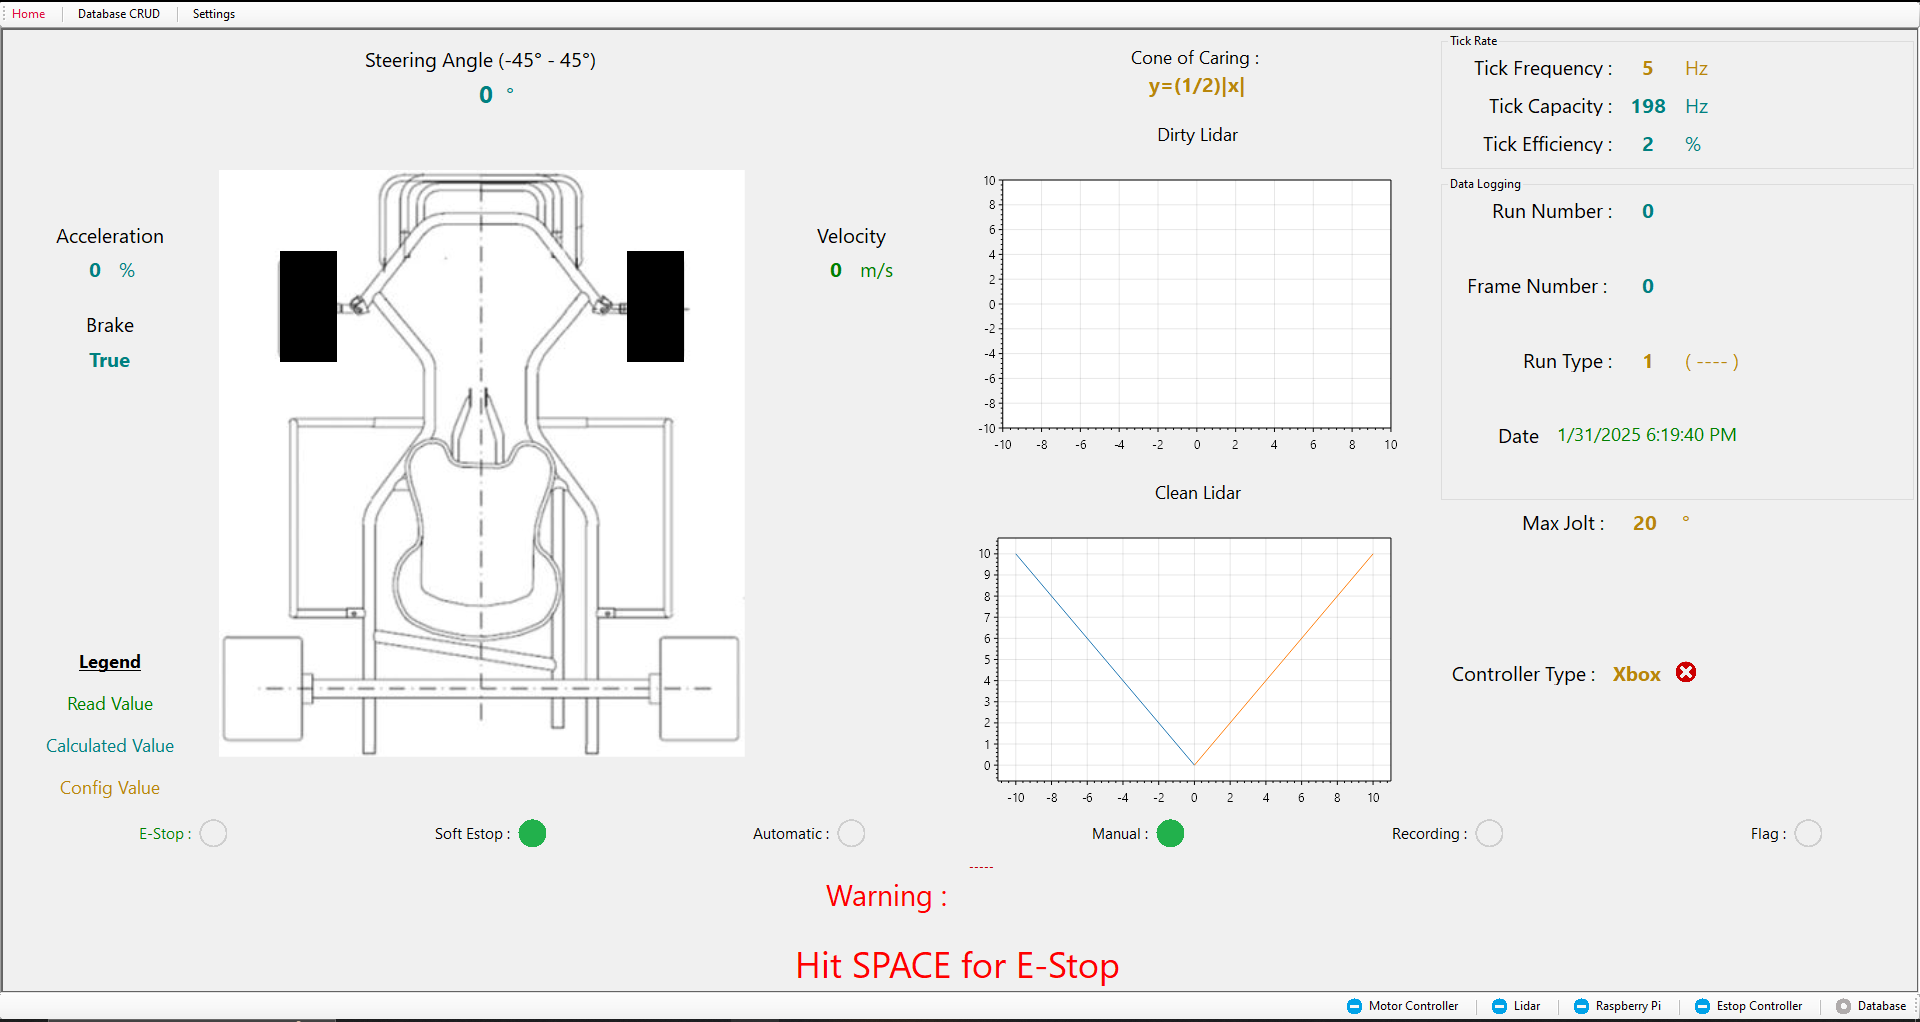 Home
Database CRUD
Settings
Steering Angle (-45° - 45°)
0 °
Acceleration
0 %
Brake
True
Velocity
0 m/s
Legend
Read Value
Calculated Value
Config Value
Cone of Caring :
y=(1/2)|x|
Dirty Lidar
10
8
6
4
2
0
-2
-4
-6
-8
-10
-10 -8 -6 -4 -2 0 2 4 6 8 10
Clean Lidar
10
9
8
7
6
5
4
3
2
1
0
-10 -8 -6 -4 -2 0 2 4 6 8 10
Tick Rate
Tick Frequency : 5 Hz
Tick Capacity : 198 Hz
Tick Efficiency : 2 %
Data Logging
Run Number : 0
Frame Number : 0
Run Type : 1 ( ---- )
Date 1/31/2025 6:19:40 PM
Max Jolt : 20 °
Controller Type : Xbox
E-Stop :
Soft Estop :
Automatic :
Manual :
Recording :
Flag :
-----
Warning :
Hit SPACE for E-Stop
Motor Controller
Lidar
Raspberry Pi
Estop Controller
Database